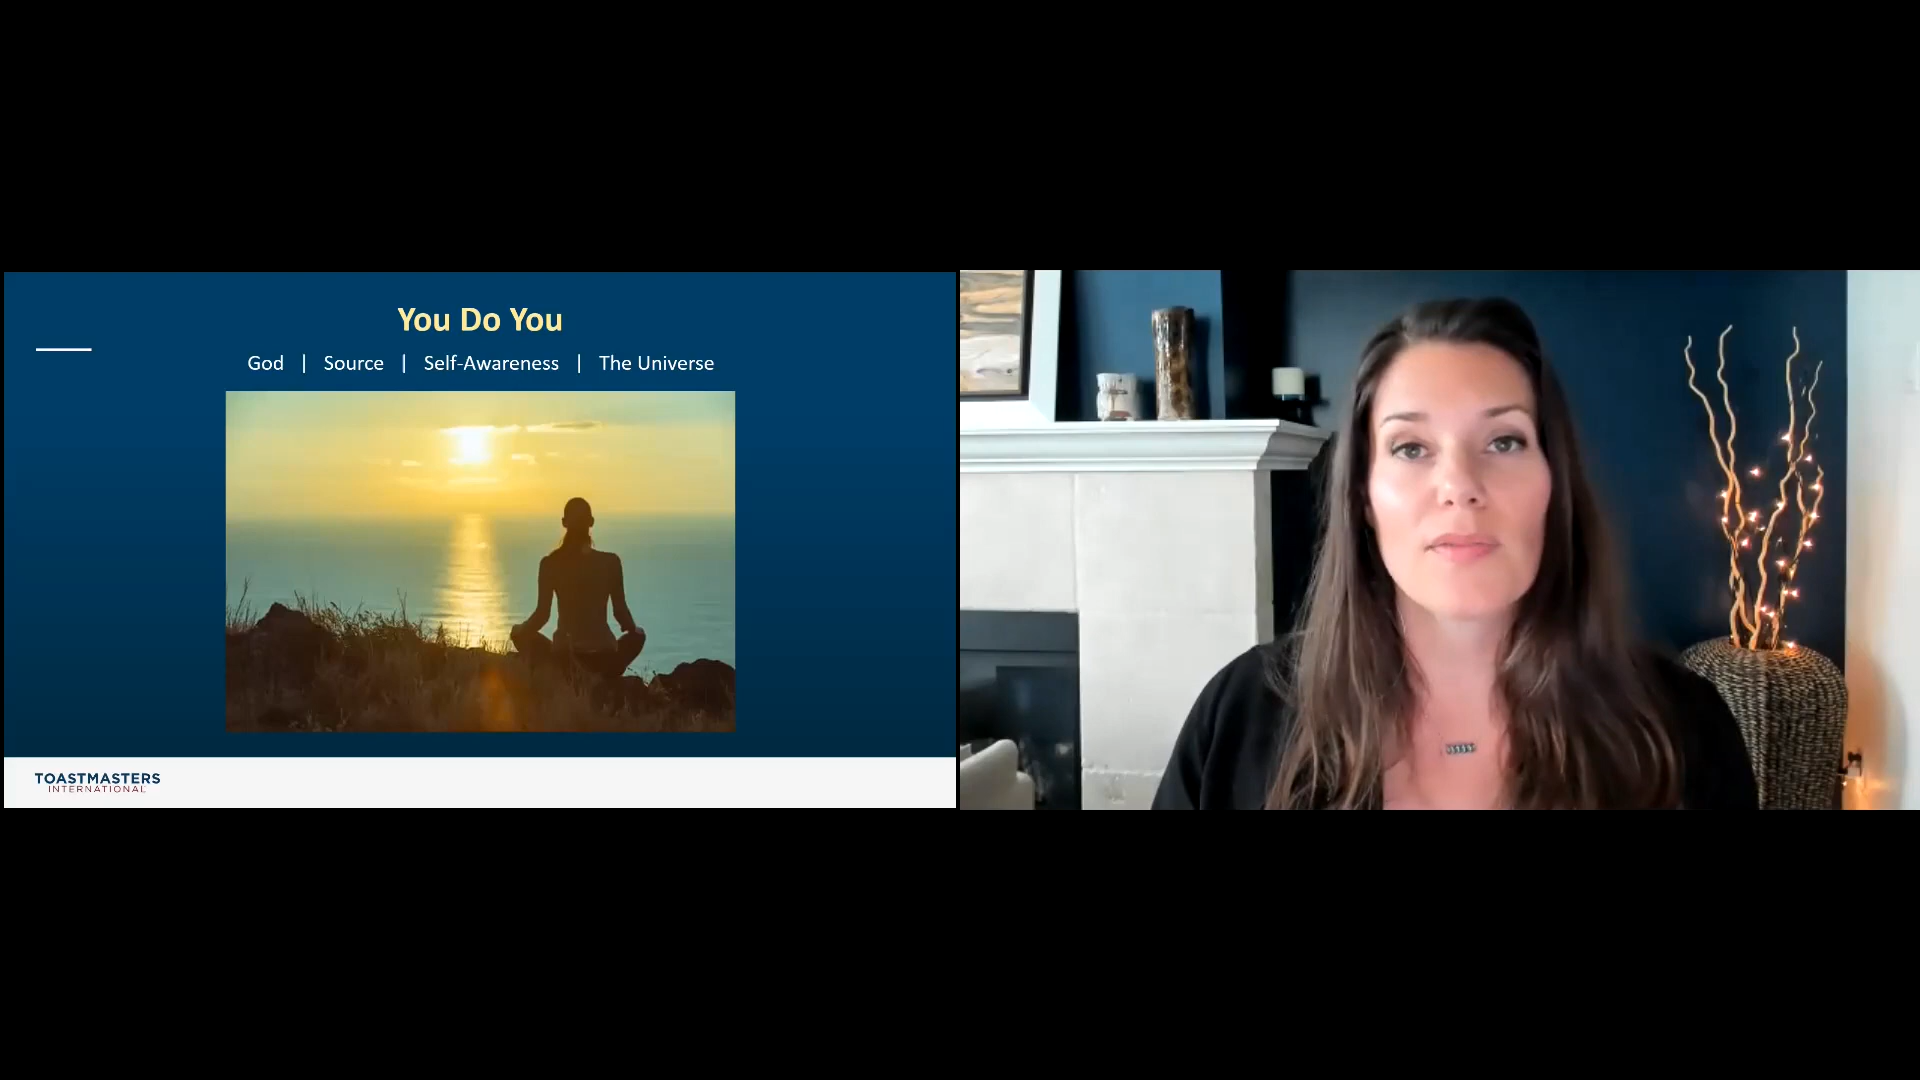 You Do You
God | Source | Self-Awareness | The Universe
TOASTMASTERS
INTERNATIONAL